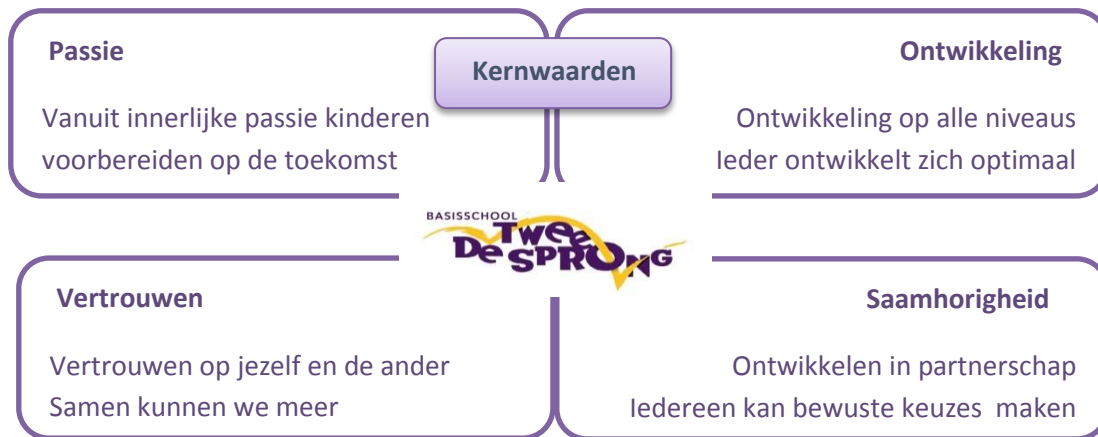 Kernwaarden
Passie
Vanuit innerlijke passie kinderen
voorbereiden op de toekomst
Ontwikkeling
Ontwikkeling op alle niveaus
Ieder ontwikkelt zich optimaal
BASISSCHOOL
TWEE
De SPRONG
Vertrouwen
Vertrouwen op jezelf en de ander
Samen kunnen we meer
Saamhorigheid
Ontwikkelen in partnerschap
Iedereen kan bewuste keuzes maken